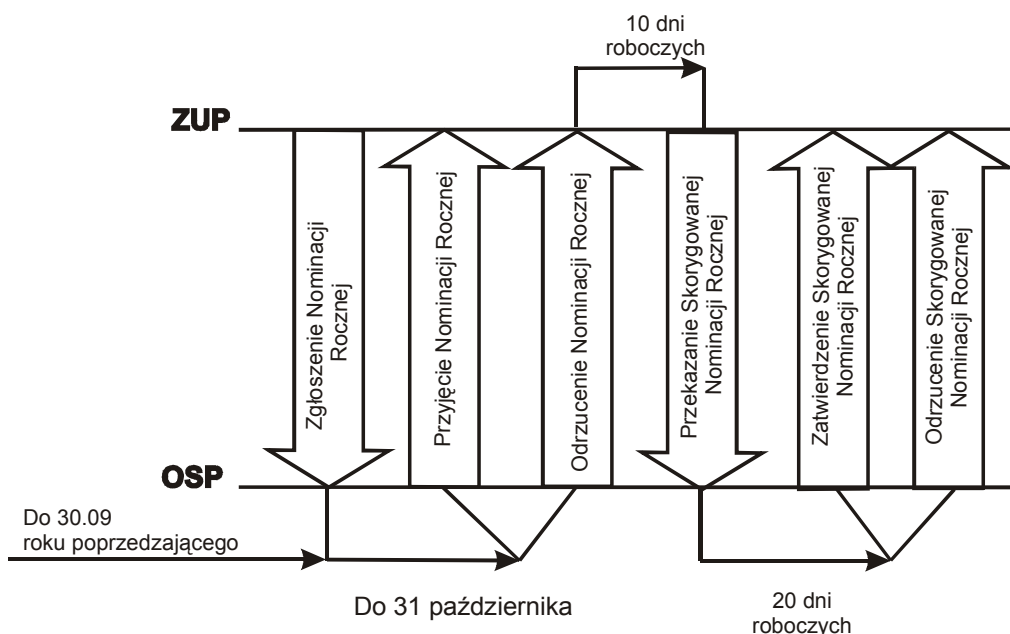 10 dni
roboczych
ZUP
Zgłoszenie Nominacji
Rocznej
Przyjęcie Nominacji Rocznej
Odrzucenie Nominacji Rocznej
Przekazanie Skorygowanej
Nominacji Rocznej
Zatwierdzenie Skorygowanej
Nominacji Rocznej
Odrzucenie Skorygowanej
Nominacji Rocznej
OSP
Do 30.09
roku poprzedzającego
Do 31 października
20 dni
roboczych